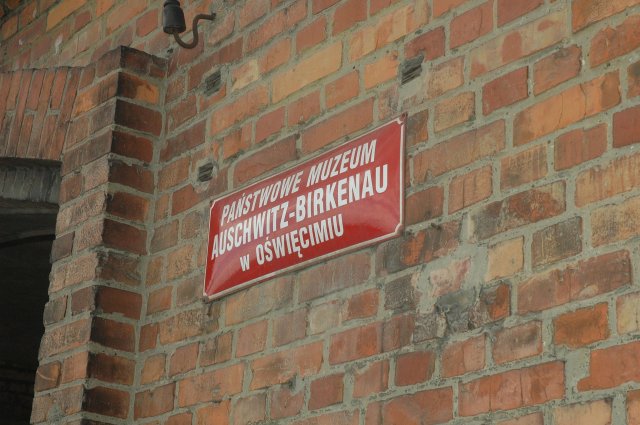 PAŃSTWOWE MUZEUM
AUSCHWITZ-BIRKENAU
w OŚWIĘCIMIU